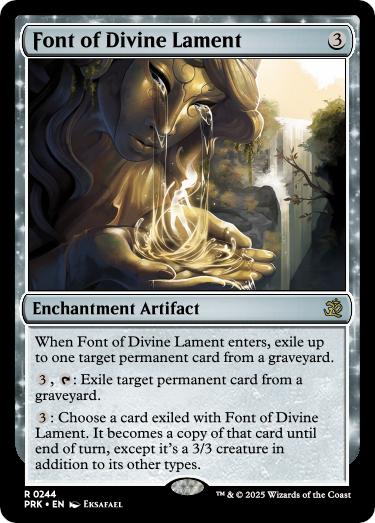 Font of Divine Lament 3
Enchantment Artifact
When Font of Divine Lament enters, exile up
to one target permanent card from a graveyard.
3, : Exile target permanent card from a
graveyard.
3: Choose a card exiled with Font of Divine
Lament. It becomes a copy of that card until
end of turn, except it's a 3/3 creature in
addition to its other types.
R 0244
PRK • EN EKSAFAEL
™ & © 2025 Wizards of the Coast